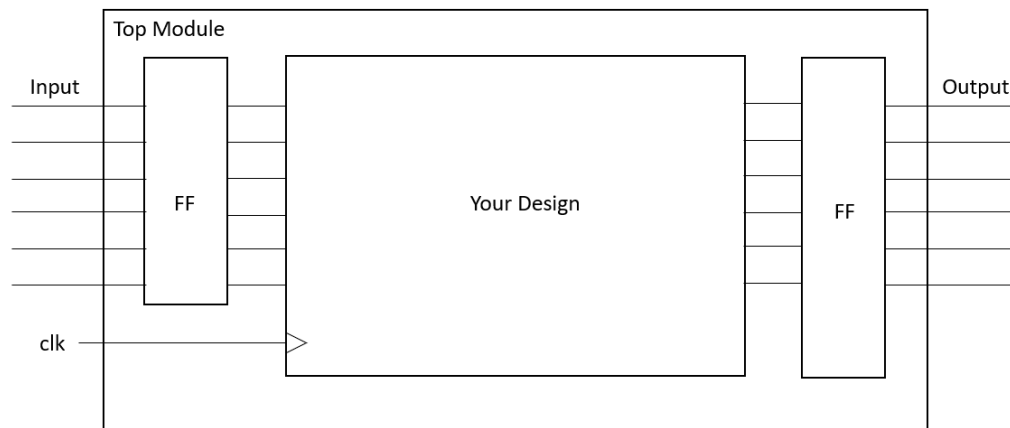 Top Module
Input
Output
FF
Your Design
FF
clk